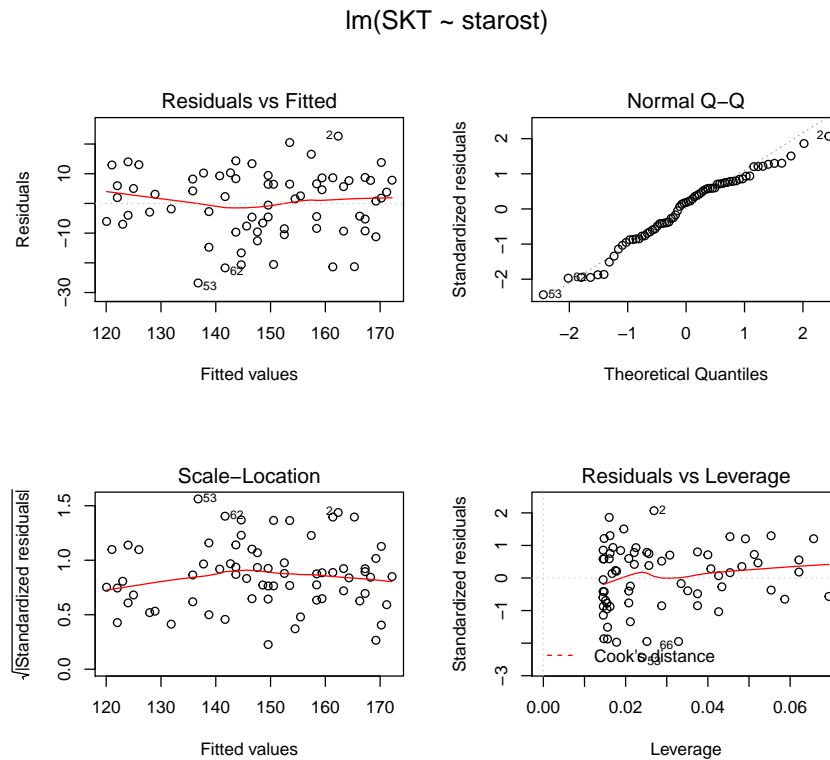 lm(SKT ~ starost)
Residuals vs Fitted
Residuals
10
−10
−30
2
62
53
120 130 140 150 160 170
Fitted values
Normal Q−Q
Standardized residuals
2
1
0
−1
−2
2
53
−2 −1 0 1 2
Theoretical Quantiles
Scale−Location
√|Standardized residuals|
1.5
1.0
0.5
0.0
53
62
2
120 130 140 150 160 170
Fitted values
Residuals vs Leverage
Standardized residuals
2
1
0
−1
−3
2
66
53
Cook's distance
0.00 0.02 0.04 0.06
Leverage